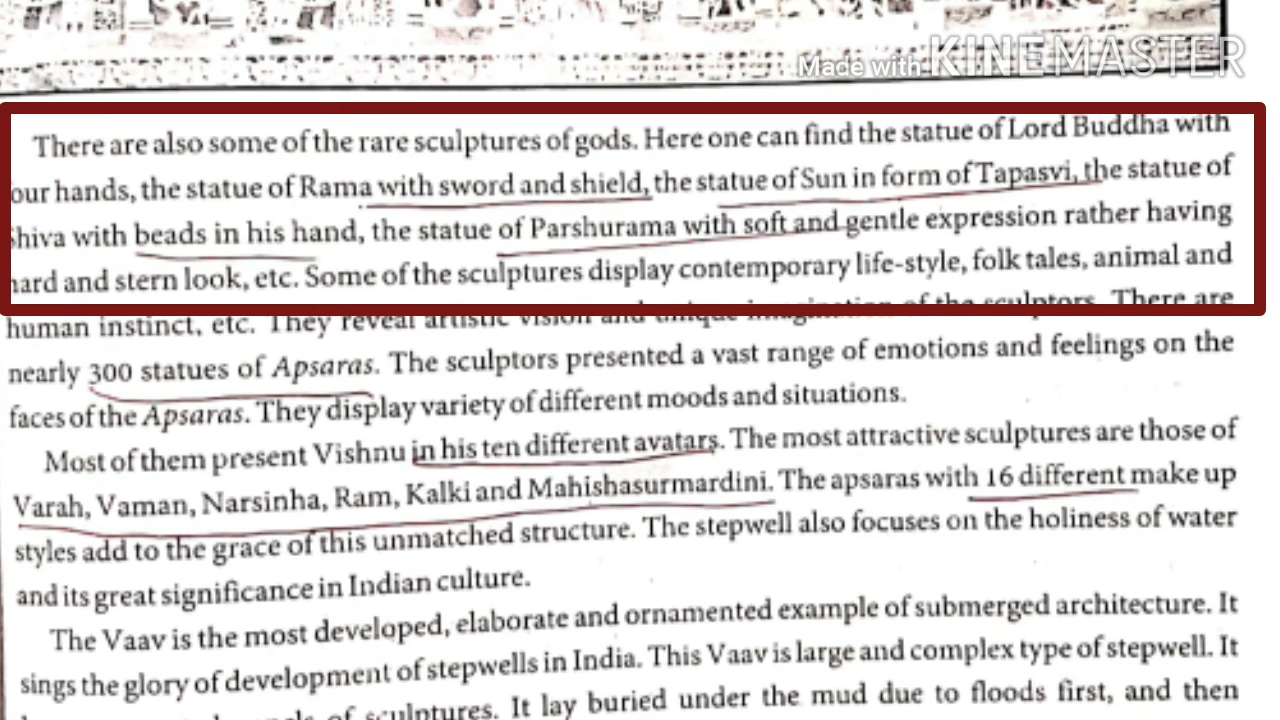 Made with KINEMASTER
There are also some of the rare sculptures of gods. Here one can find the statue of Lord Buddha with
our hands, the statue of Rama with sword and shield, the statue of Sun in form of Tapasvi, the statue of
hiva with beads in his hand, the statue of Parshurama with soft and gentle expression rather having
ard and stern look, etc. Some of the sculptures display contemporary life-style, folk tales, animal and
human instinct, etc. They reveal artistic vision and unique imagination of the sculptors. There are
nearly 300 statues of Apsaras. The sculptors presented a vast range of emotions and feelings on the
faces of the Apsaras. They display variety of different moods and situations.
Most of them present Vishnu in his ten different avatars. The most attractive sculptures are those of
Varah, Vaman, Narsinha, Ram, Kalki and Mahishasurmardini. The apsaras with 16 different make up
styles add to the grace of this unmatched structure. The stepwell also focuses on the holiness of water
and its great significance in Indian culture.
The Vaav is the most developed, elaborate and ornamented example of submerged architecture. It
sings the glory of development of stepwells in India. This Vaav is large and complex type of stepwell. It
of sculptures. It lay buried under the mud due to floods first, and then